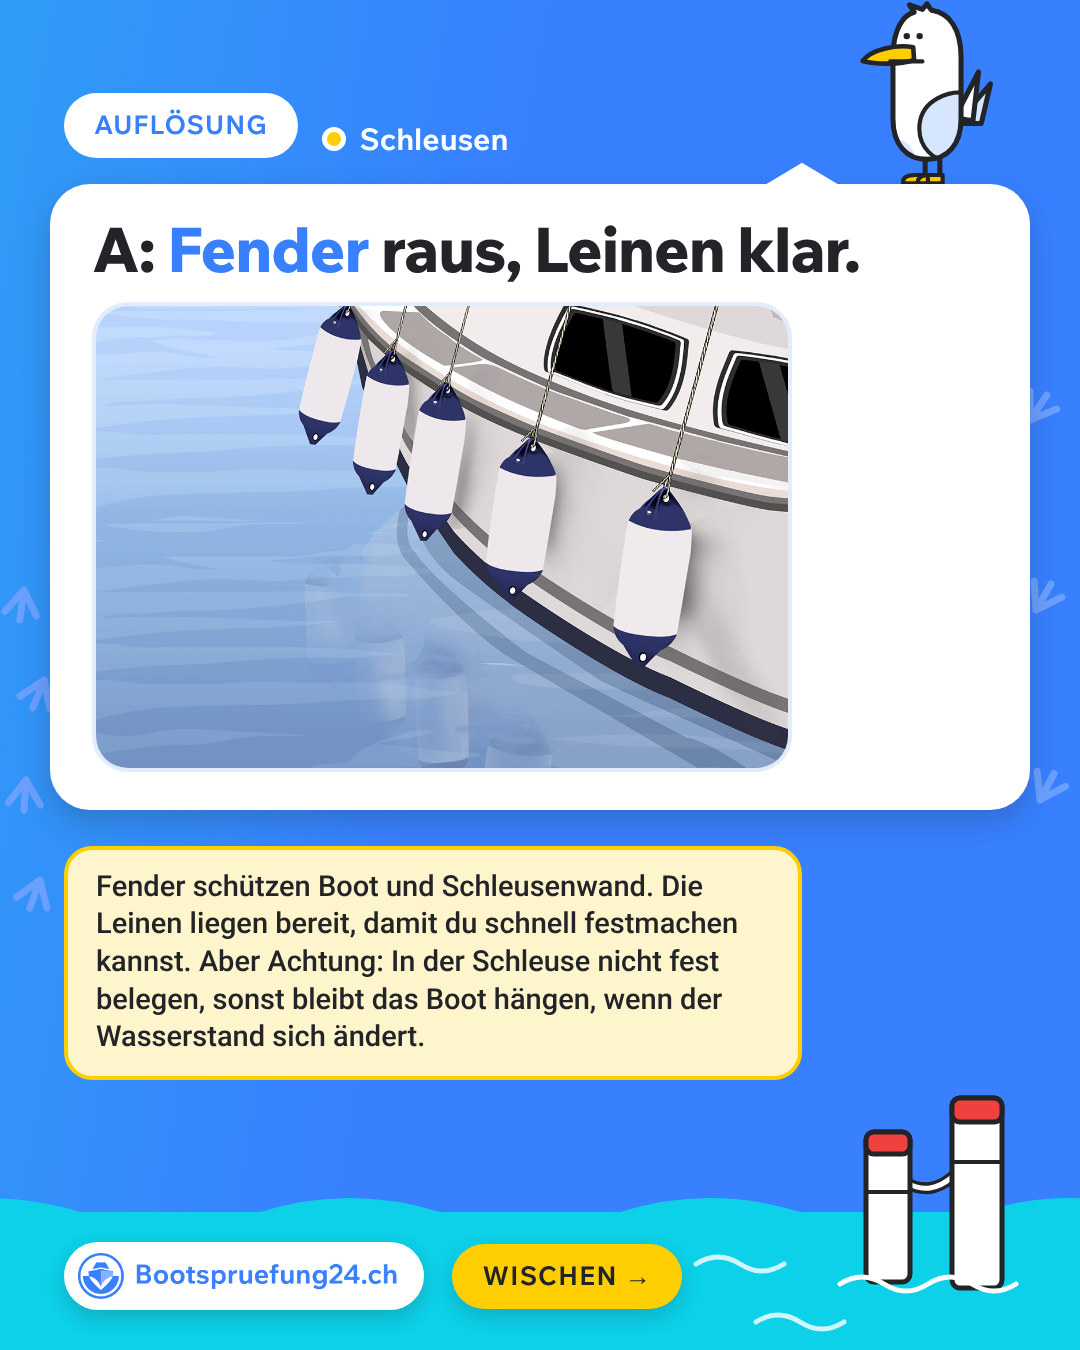 AUFLÖSUNG
Schleusen
A: Fender raus, Leinen klar.
Fender schützen Boot und Schleusenwand. Die
Leinen liegen bereit, damit du schnell festmachen
kannst. Aber Achtung: In der Schleuse nicht fest
belegen, sonst bleibt das Boot hängen, wenn der
Wasserstand sich ändert.
Bootspruefung24.ch
WISCHEN →